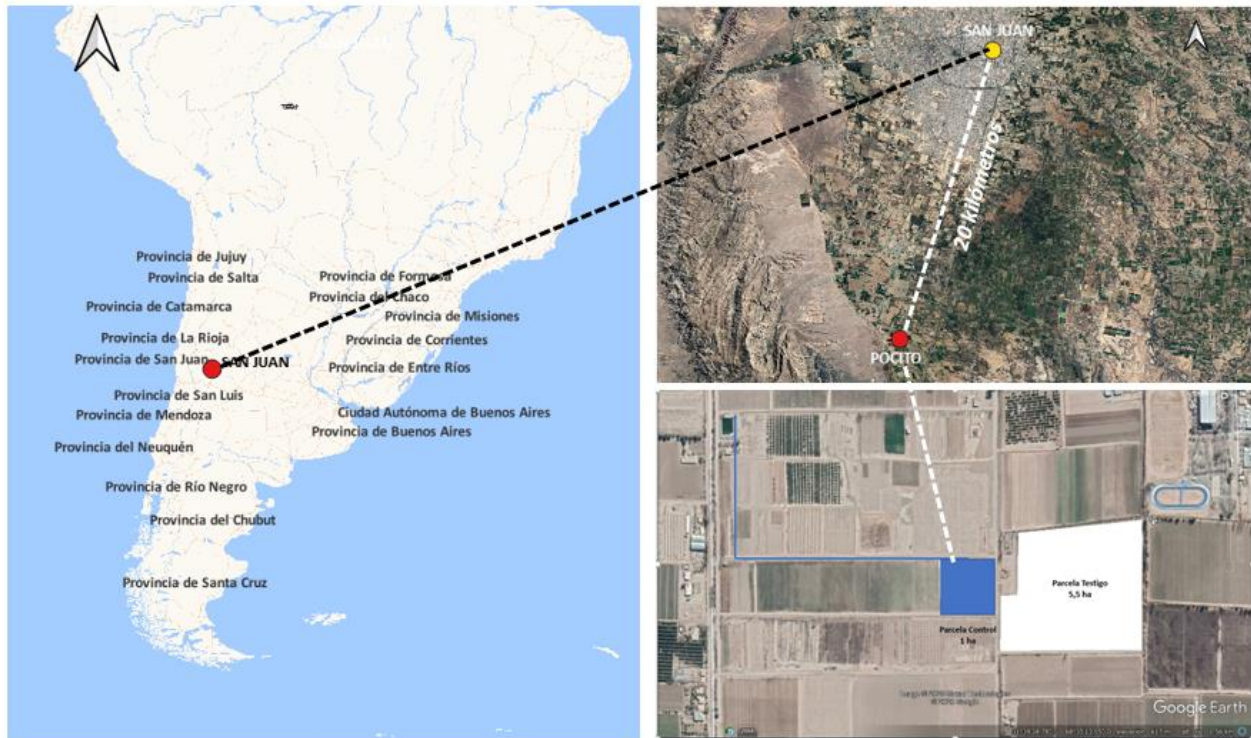 Provincia de Jujuy
Provincia de Salta
Provincia de Formosa
Provincia de Catamarca
Provincia del Chaco
Provincia de Misiones
Provincia de La Rioja
Provincia de Corrientes
Provincia de San Juan
SAN JUAN
Provincia de Entre Ríos
Provincia de San Luis
Provincia de Mendoza
Ciudad Autónoma de Buenos Aires
Provincia de Buenos Aires
Provincia del Neuquén
Provincia de Río Negro
Provincia del Chubut
Provincia de Santa Cruz
SAN JUAN
20 kilómetros
POCITO
Parcela Testigo
5,5 ha
Parcela Control
1 ha
Google Earth